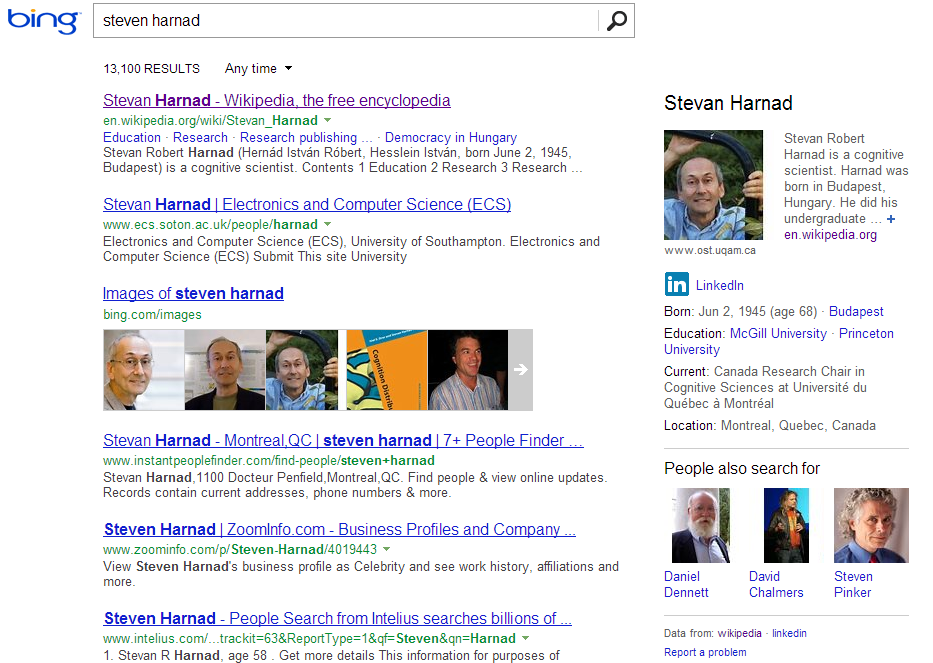 bing
steven harnad
13,100 RESULTS Any time
Stevan Harnad - Wikipedia, the free encyclopedia
en.wikipedia.org/wiki/Stevan_Harnad
Education · Research · Research publishing ... · Democracy in Hungary
Stevan Robert Harnad (Hernád István Róbert, Hesslein István, born June 2, 1945,
Budapest) is a cognitive scientist. Contents 1 Education 2 Research 3 Research ...
Stevan Harnad | Electronics and Computer Science (ECS)
www.ecs.soton.ac.uk/people/harnad
Electronics and Computer Science (ECS), University of Southampton. Electronics and
Computer Science (ECS) Submit This site University
Images of steven harnad
bing.com/images
Cognition Distrib
Stevan Harnad - Montreal,QC | steven harnad | 7+ People Finder ...
www.instantpeoplefinder.com/find-people/steven+harnad
Stevan Harnad,1100 Docteur Penfield,Montreal,QC. Find people & view online updates.
Records contain current addresses, phone numbers & more.
Steven Harnad | ZoomInfo.com - Business Profiles and Company ...
www.zoominfo.com/p/Steven-Harnad/4019443
View Steven Harnad's business profile as Celebrity and see work history, affiliations and
more.
Steven Harnad - People Search from Intelius searches billions of ...
www.intelius.com/...trackit=63&ReportType=1&qf=Steven&qn=Harnad
1. Stevan R Harnad, age 58 . Get more details This information for purposes of
Stevan Harnad
Stevan Robert
Harnad is a cognitive
scientist. Harnad was
born in Budapest,
Hungary. He did his
undergraduate ... +
en.wikipedia.org
www.ost.uqam.ca
in LinkedIn
Born: Jun 2, 1945 (age 68) · Budapest
Education: McGill University · Princeton
University
Current: Canada Research Chair in
Cognitive Sciences at Université du
Québec à Montréal
Location: Montreal, Quebec, Canada
People also search for
Daniel
Dennett
David
Chalmers
Steven
Pinker
Data from: wikipedia · linkedin
Report a problem